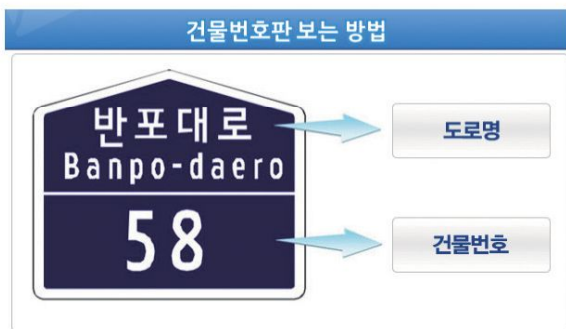 건물번호판 보는 방법
반포대로
Banpo-daero
도로명
58
건물번호